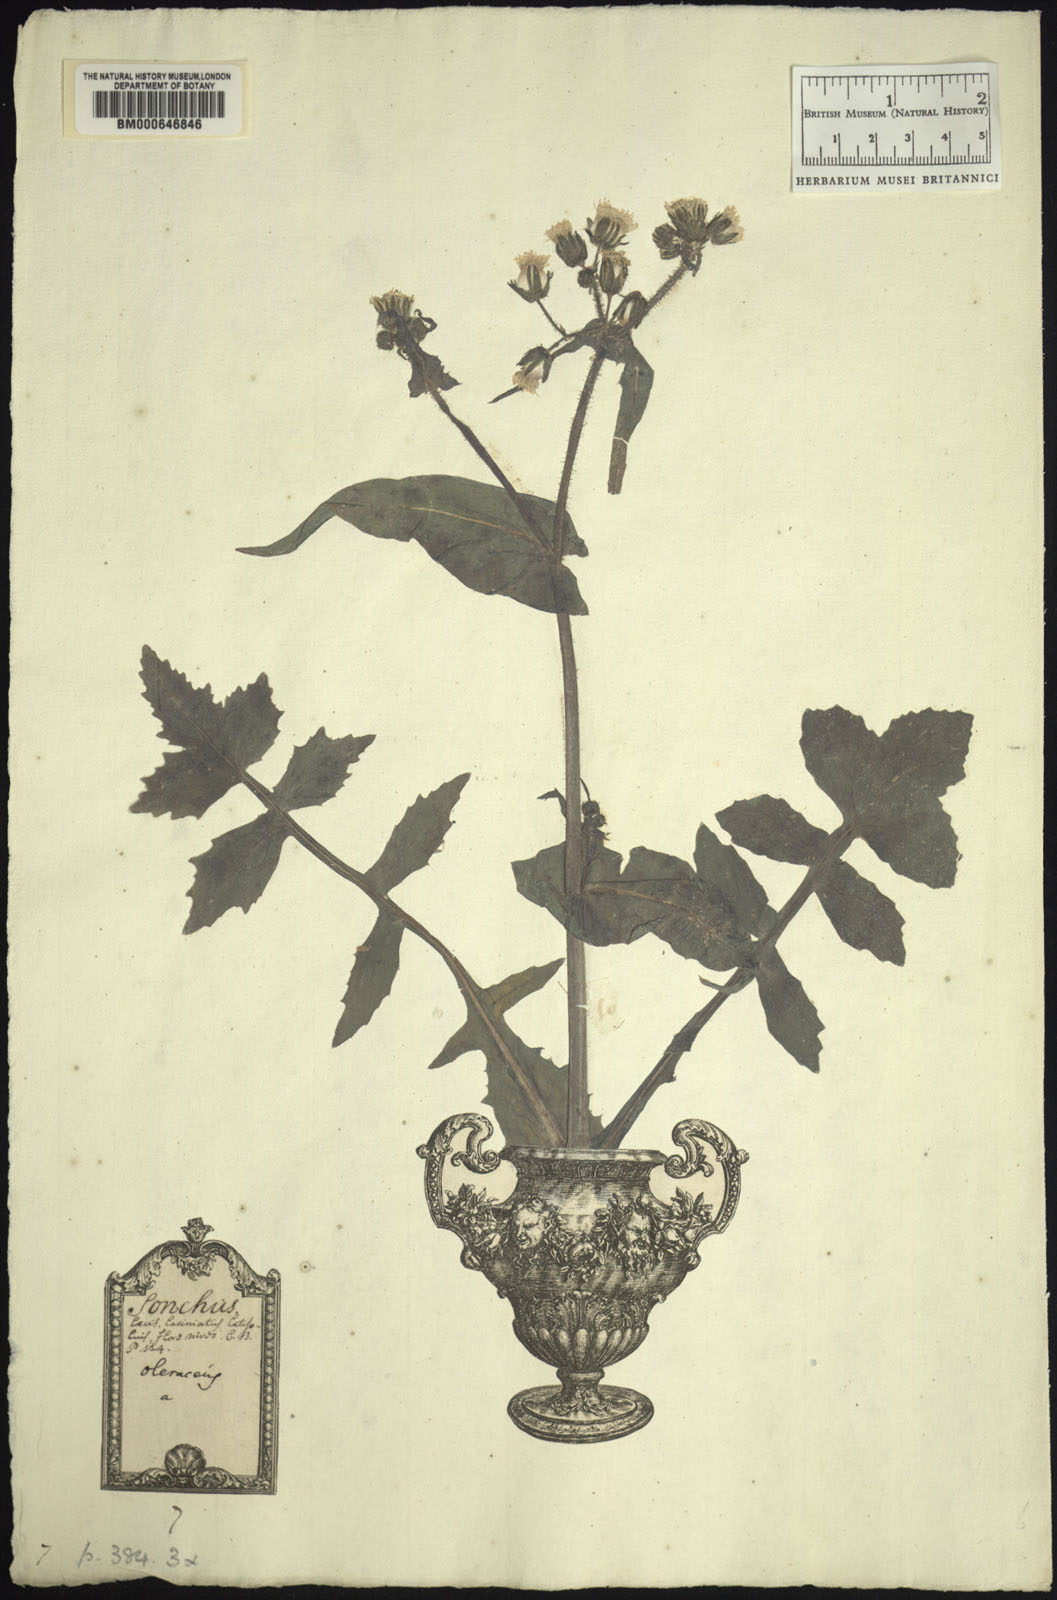 THE NATURAL HISTORY MUSEUM, LONDON
DEPARTMEMT OF BOTANY
BM000646846
1 2
BRITISH MUSEUM (NATURAL HISTORY)
1 2 3 4 5
HERBARIUM MUSEI BRITANNICI
Sonchus
laciniatus
C.B.
oleraceus
a
7
7 p. 384. 3α